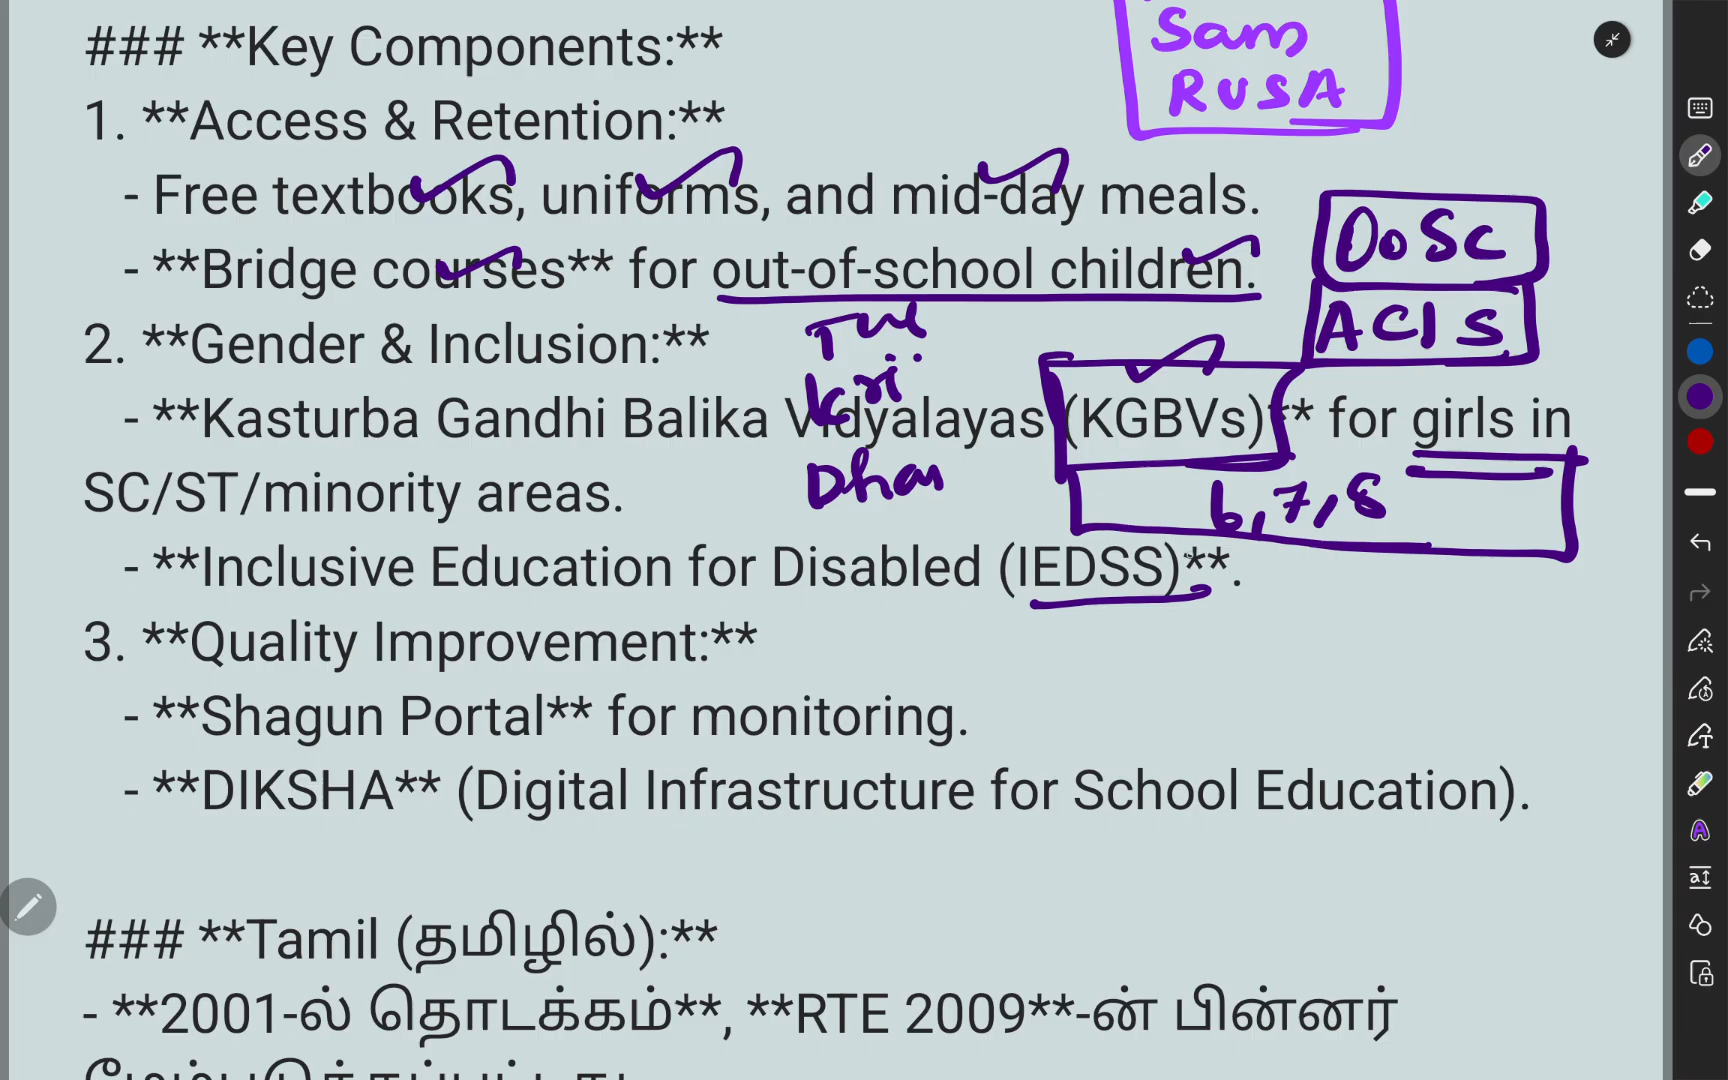 Sam
RUSA
### **Key Components:**
1. **Access & Retention:**
- Free textbooks, uniforms, and mid-day meals.
- **Bridge courses** for out-of-school children.
OoSC
ACIS
2. **Gender & Inclusion:**
Kri
- **Kasturba Gandhi Balika Vidyalayas (KGBVs)** for girls in
SC/ST/minority areas.
Dhar
6, 7, 8
- **Inclusive Education for Disabled (IEDSS)**.
3. **Quality Improvement:**
- **Shagun Portal** for monitoring.
- **DIKSHA** (Digital Infrastructure for School Education).
### **Tamil (தமிழில்):**
- **2001-ல் தொடக்கம்**, **RTE 2009**-ன் பின்னர்